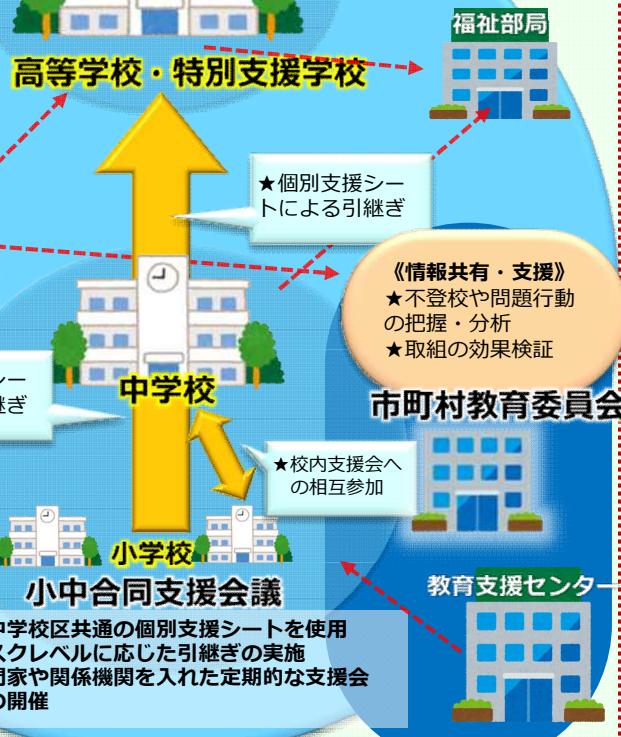 福祉部局
高等学校・特別支援学校
★個別支援シー
トによる引継ぎ
《情報共有・支援》
★不登校や問題行動
の把握・分析
★取組の効果検証
中学校
市町村教育委員会
★校内支援会へ
の相互参加
小学校
小中合同支援会議
教育支援センター
中学校区共通の個別支援シートを使用
スクレベルに応じた引継ぎの実施
門家や関係機関を入れた定期的な支援会
の開催